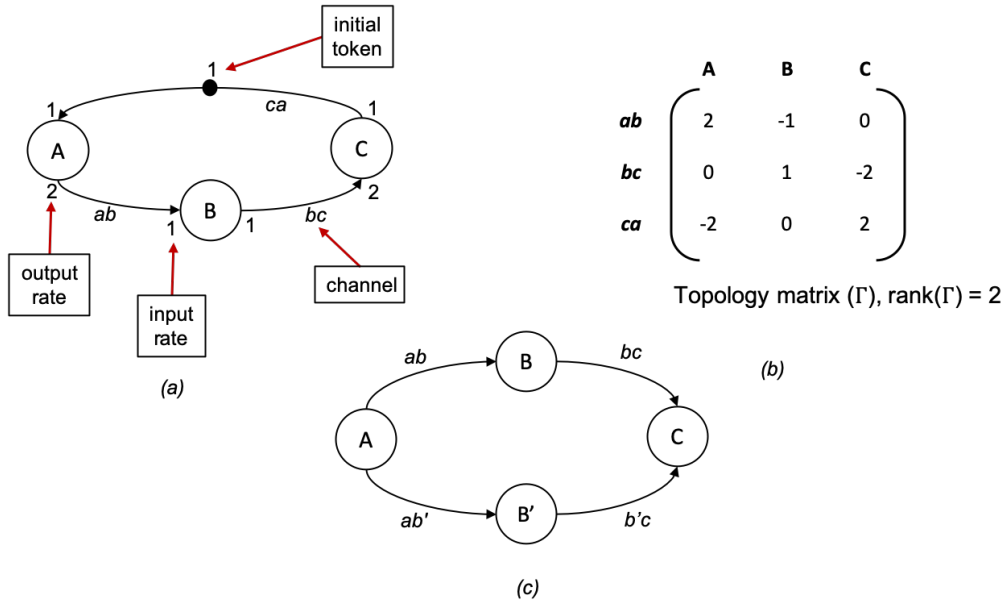 initial
token
1
ca
1
1
A
C
2
ab
B
1
1
bc
2
output
rate
input
rate
channel
(a)
A B C
ab 2 -1 0
bc 0 1 -2
ca -2 0 2
Topology matrix (Γ), rank(Γ) = 2
(b)
ab
B
bc
A
C
ab'
B’
b’c
(c)